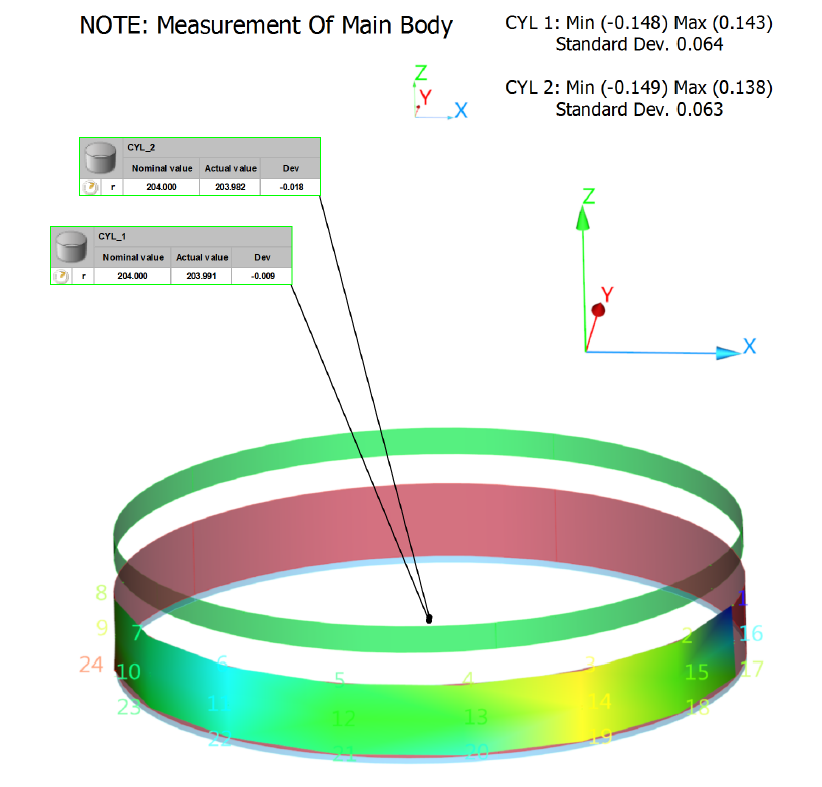 NOTE: Measurement Of Main Body
CYL 1: Min (-0.148) Max (0.143)
Standard Dev. 0.064
CYL 2: Min (-0.149) Max (0.138)
Standard Dev. 0.063
Z
Y
X
CYL_2
Nominal value Actual value Dev
r 204.000 203.982 -0.018
CYL_1
Nominal value Actual value Dev
r 204.000 203.991 -0.009
Z
Y
X
8
1
9 7 2 16
6 3
24 10 5 4 15 17
23 11 12 13 14 18
22 21 20 19